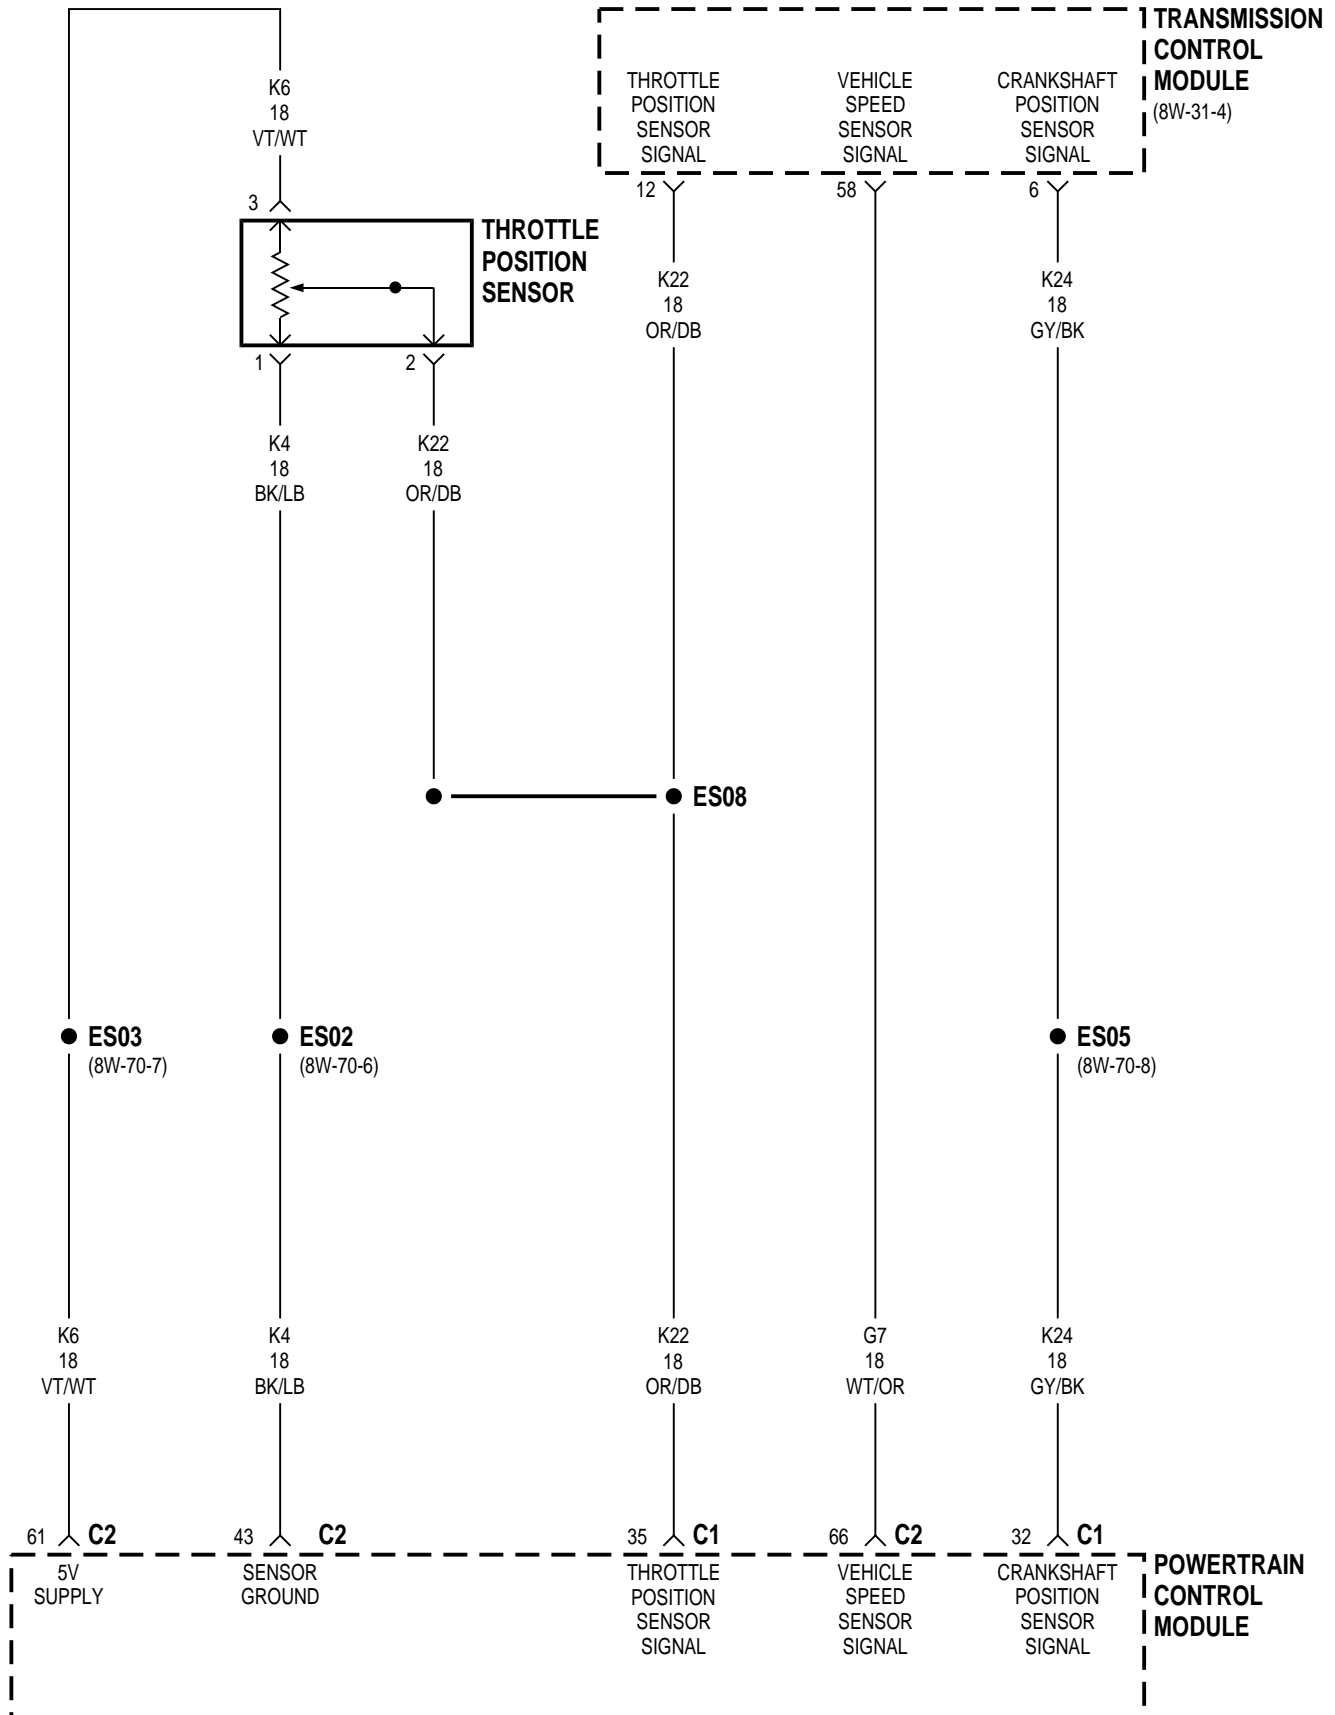 TRANSMISSION
CONTROL
MODULE
(8W-31-4)
THROTTLE
POSITION
SENSOR
SIGNAL
VEHICLE
SPEED
SENSOR
SIGNAL
CRANKSHAFT
POSITION
SENSOR
SIGNAL
K6
18
VT/WT
12
58
6
3
THROTTLE
POSITION
SENSOR
K22
18
OR/DB
K24
18
GY/BK
1
2
K4
18
BK/LB
K22
18
OR/DB
ES08
ES03
(8W-70-7)
ES02
(8W-70-6)
ES05
(8W-70-8)
K6
18
VT/WT
K4
18
BK/LB
K22
18
OR/DB
G7
18
WT/OR
K24
18
GY/BK
61 C2
43 C2
35 C1
66 C2
32 C1
5V
SUPPLY
SENSOR
GROUND
THROTTLE
POSITION
SENSOR
SIGNAL
VEHICLE
SPEED
SENSOR
SIGNAL
CRANKSHAFT
POSITION
SENSOR
SIGNAL
POWERTRAIN
CONTROL
MODULE